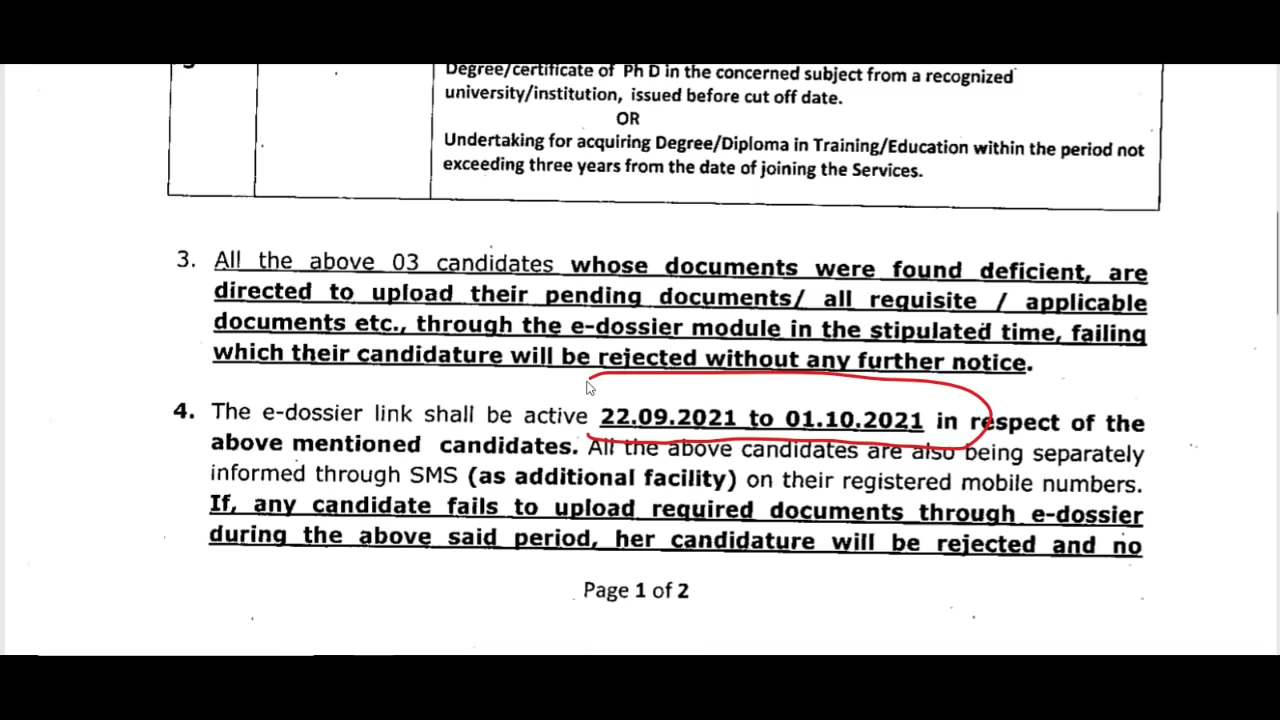 Degree/certificate of Ph D in the concerned subject from a recognized
university/institution, issued before cut off date.
OR
Undertaking for acquiring Degree/Diploma in Training/Education within the period not
exceeding three years from the date of joining the Services.
3. All the above 03 candidates whose documents were found deficient, are
directed to upload their pending documents/ all requisite / applicable
documents etc., through the e-dossier module in the stipulated time, failing
which their candidature will be rejected without any further notice.
4. The e-dossier link shall be active 22.09.2021 to 01.10.2021 in respect of the
above mentioned candidates. All the above candidates are also being separately
informed through SMS (as additional facility) on their registered mobile numbers.
If, any candidate fails to upload required documents through e-dossier
during the above said period, her candidature will be rejected and no
Page 1 of 2